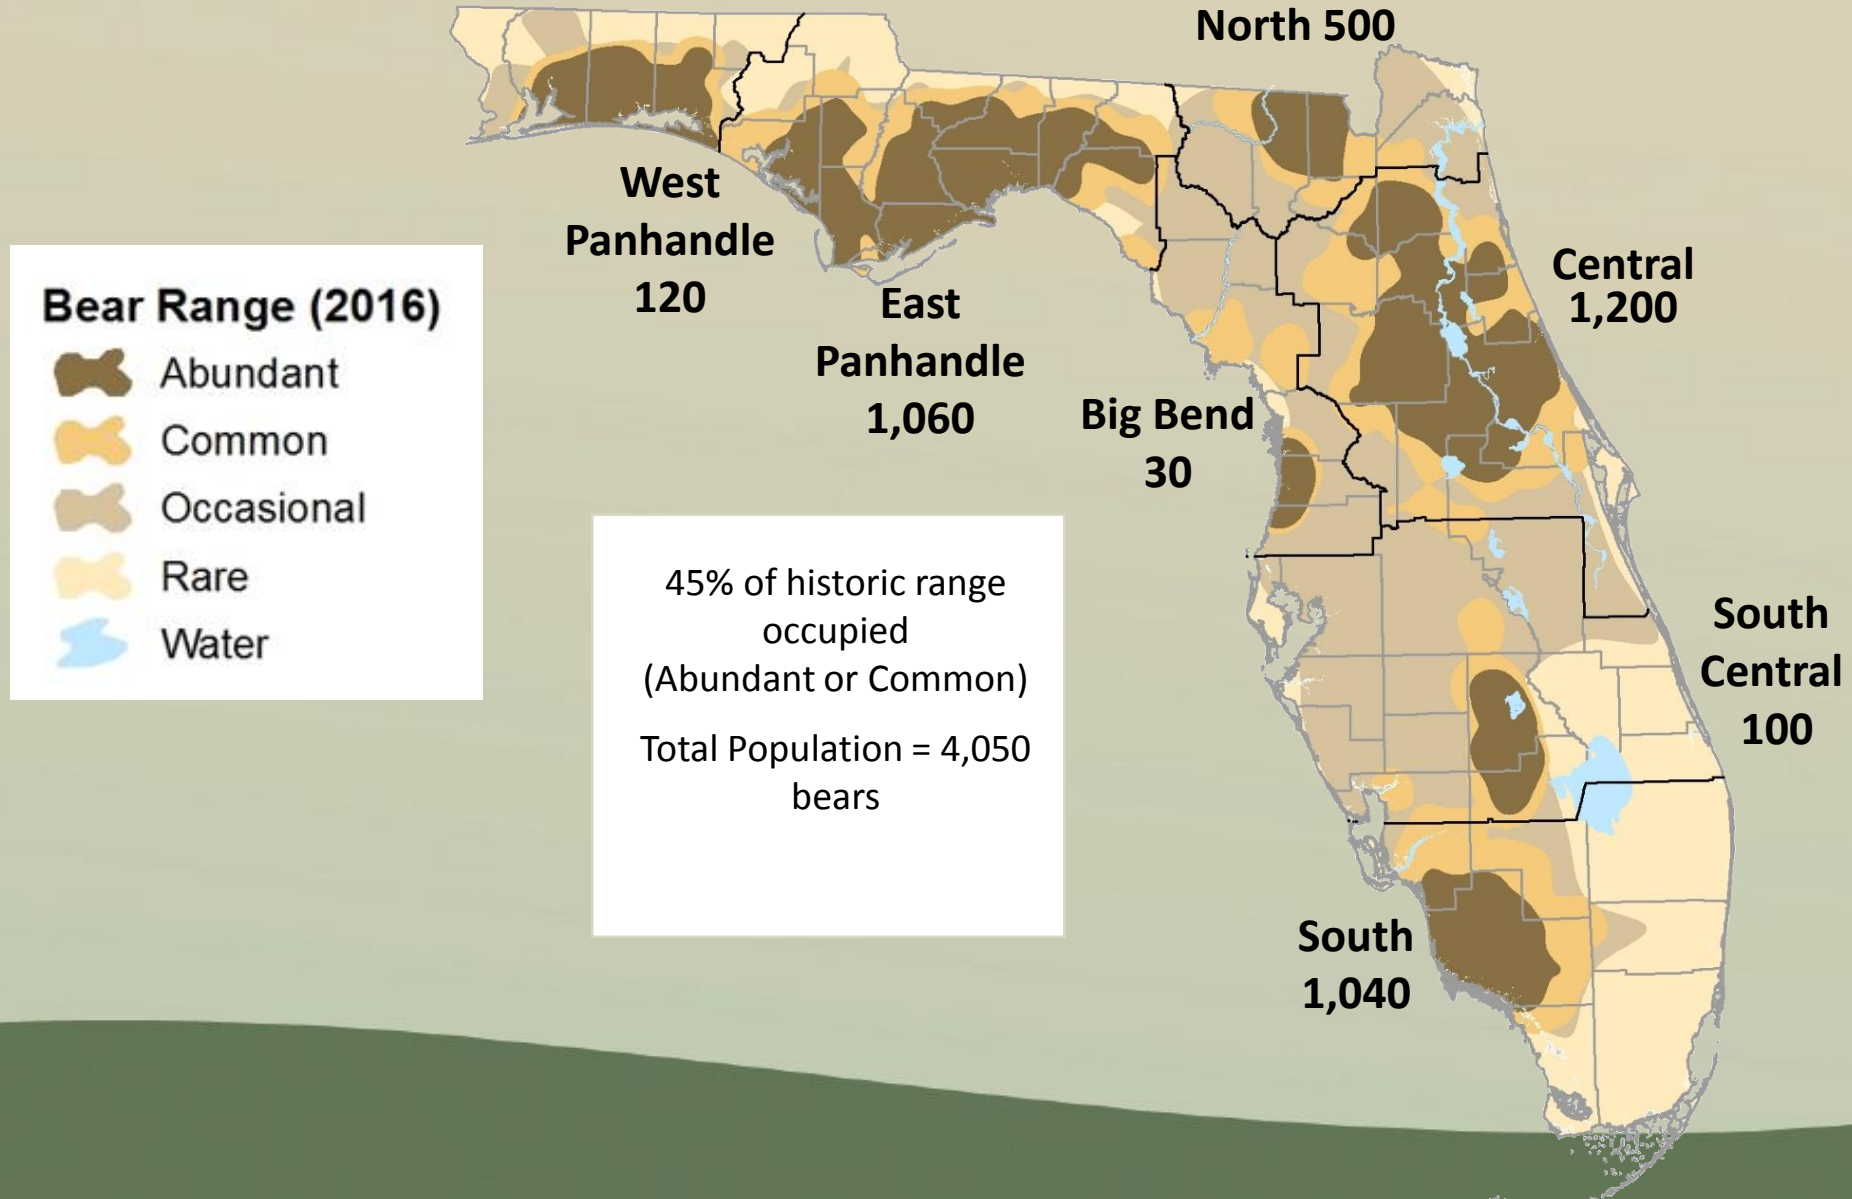 North 500
West
Panhandle
120
East
Panhandle
1,060
Big Bend
30
Central
1,200
South
Central
100
South
1,040
Bear Range (2016)
Abundant
Common
Occasional
Rare
Water
45% of historic range
occupied
(Abundant or Common)
Total Population = 4,050
bears